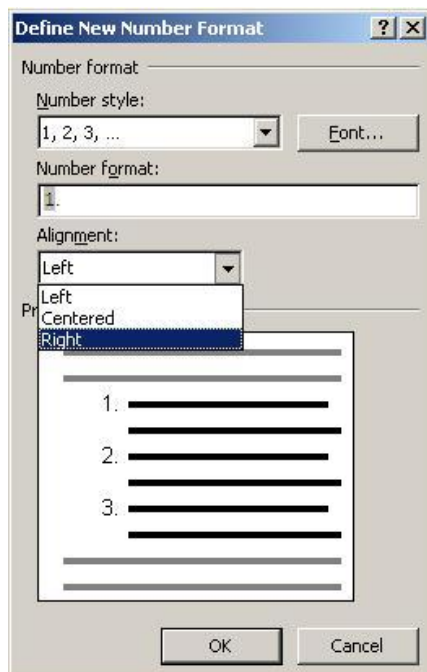 Define New Number Format
Number format
Number style:
1, 2, 3, ...
Font...
Number format:
1.
Alignment:
Left
Left
Centered
Pr
Right
1.
2.
3.
OK
Cancel